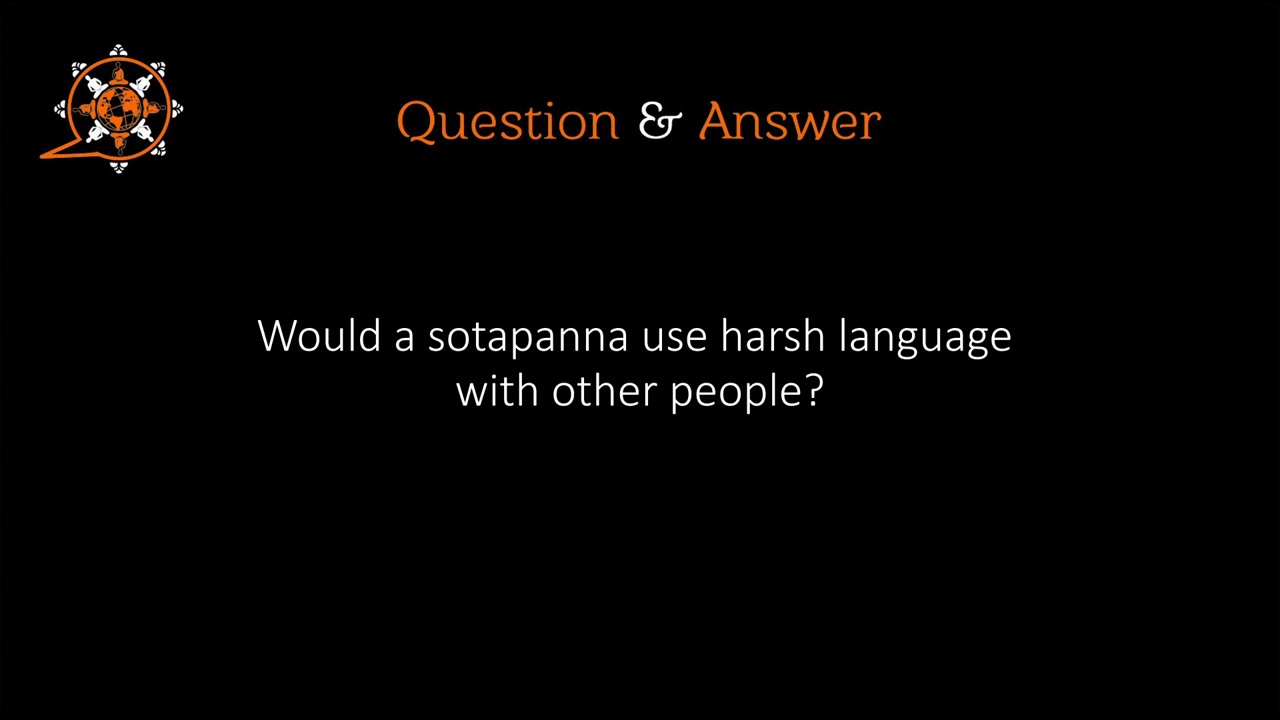 Question & Answer
Would a sotapanna use harsh language
with other people?